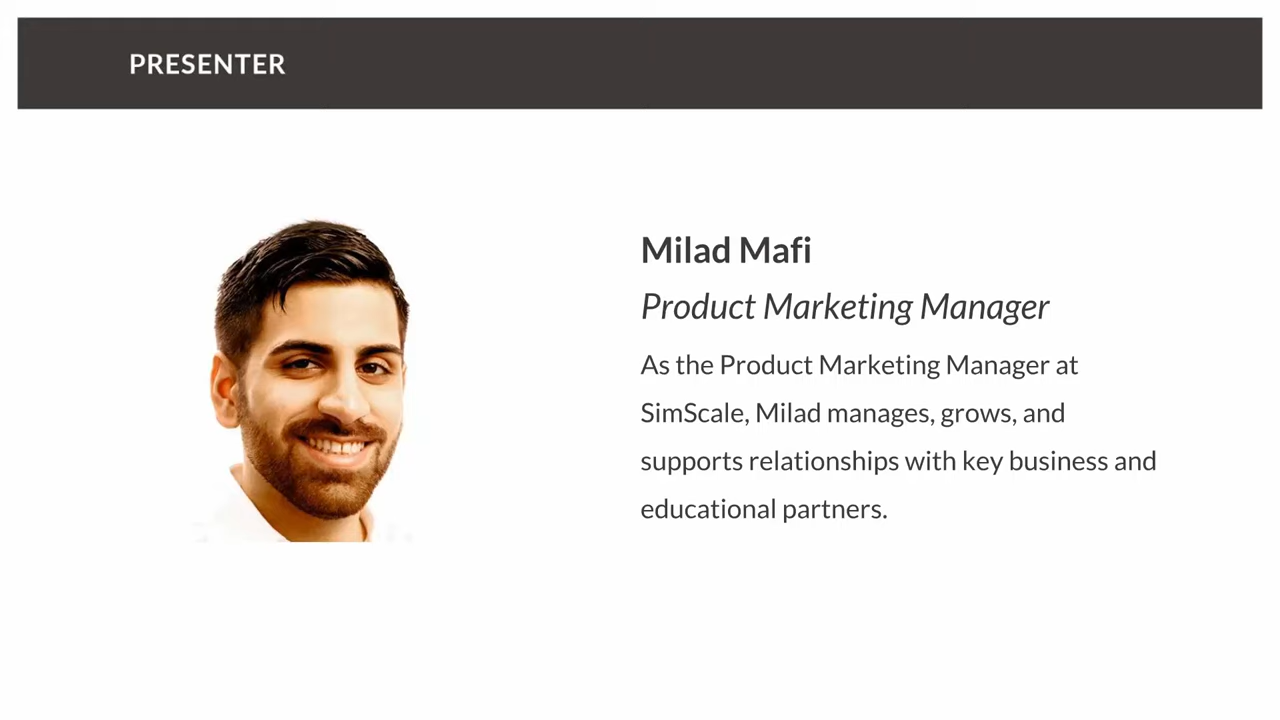 PRESENTER
Milad Mafi
Product Marketing Manager
As the Product Marketing Manager at
SimScale, Milad manages, grows, and
supports relationships with key business and
educational partners.